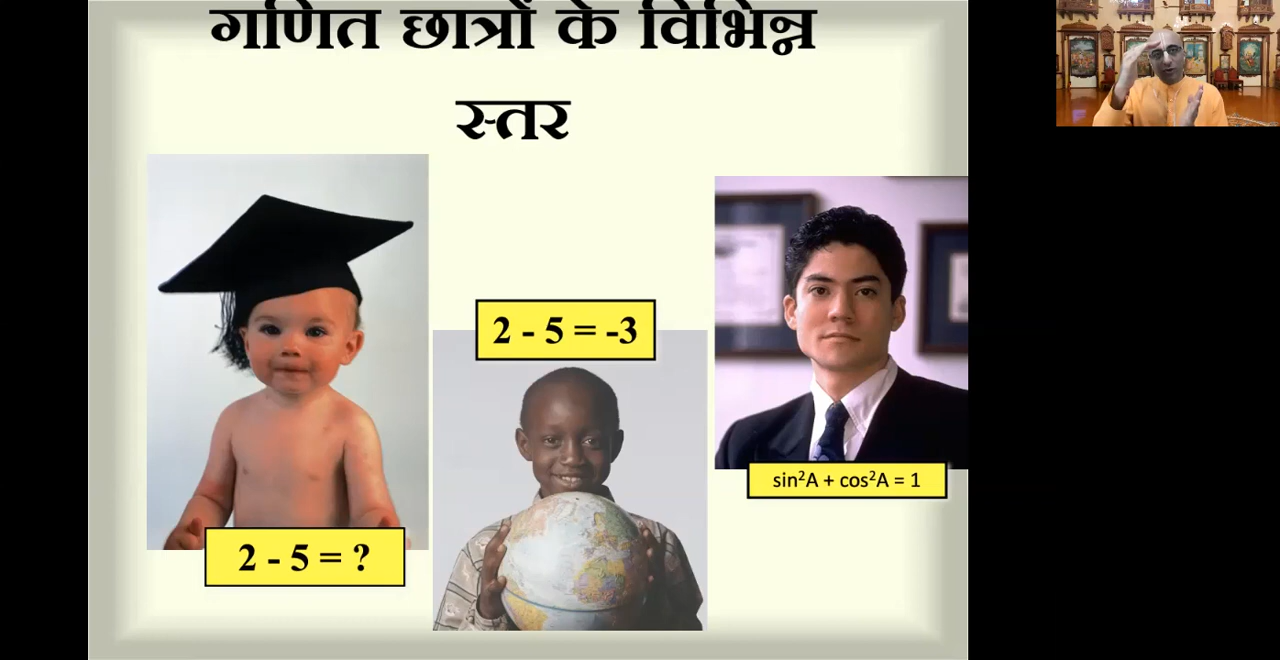 गणित छात्रों के विभिन्न
स्तर
2 - 5 = ?
2 - 5 = -3
sin²A + cos²A = 1